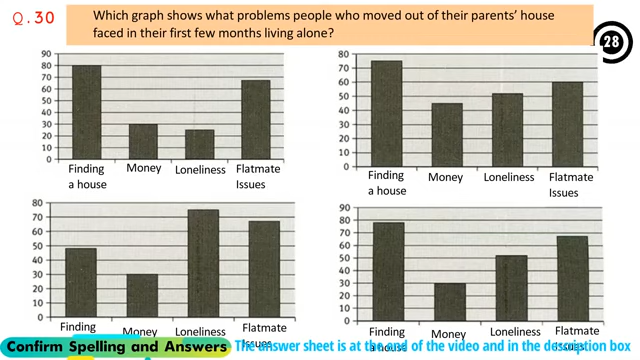 Q.30
Which graph shows what problems people who moved out of their parents' house
faced in their first few months living alone?
28
90
80
70
60
50
40
30
20
10
0
Finding
a house
Money
Loneliness
Flatmate
Issues
80
70
60
50
40
30
20
10
0
Finding
a house
Money
Loneliness
Flatmate
Issues
80
70
60
50
40
30
20
10
0
Finding
Money
Loneliness
Flatmate
Issues
90
80
70
60
50
40
30
20
10
0
Finding
a house
Money
Loneliness
Flatmate
Issues
Confirm Spelling and Answers
The answer sheet is at the end of the video and in the description box